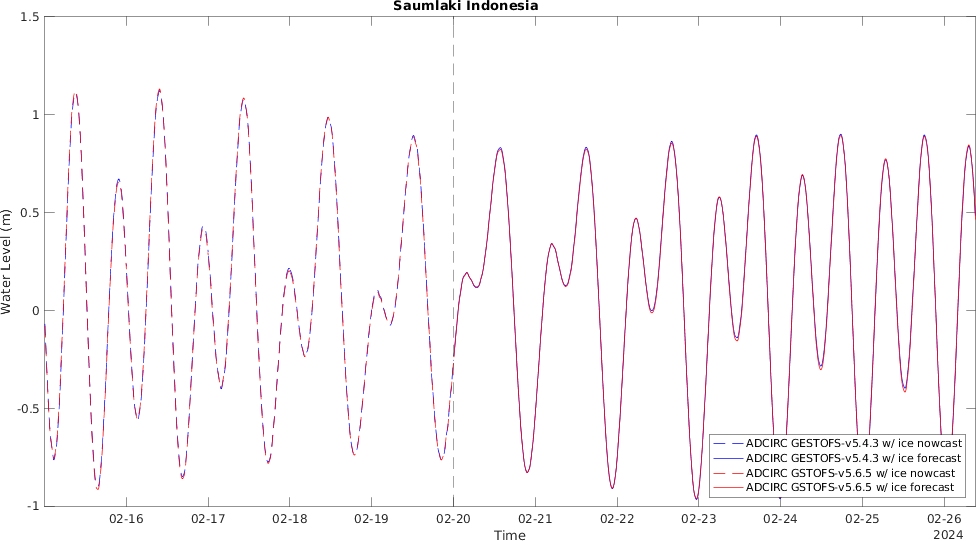 Saumlaki Indonesia
1.5
1
0.5
0
-0.5
-1
Water Level (m)
ADCIRC GESTOFS-v5.4.3 w/ ice nowcast
ADCIRC GESTOFS-v5.4.3 w/ ice forecast
ADCIRC GSTOFS-v5.6.5 w/ ice nowcast
ADCIRC GSTOFS-v5.6.5 w/ ice forecast
02-16 02-17 02-18 02-19 02-20 02-21 02-22 02-23 02-24 02-25 02-26
Time
2024